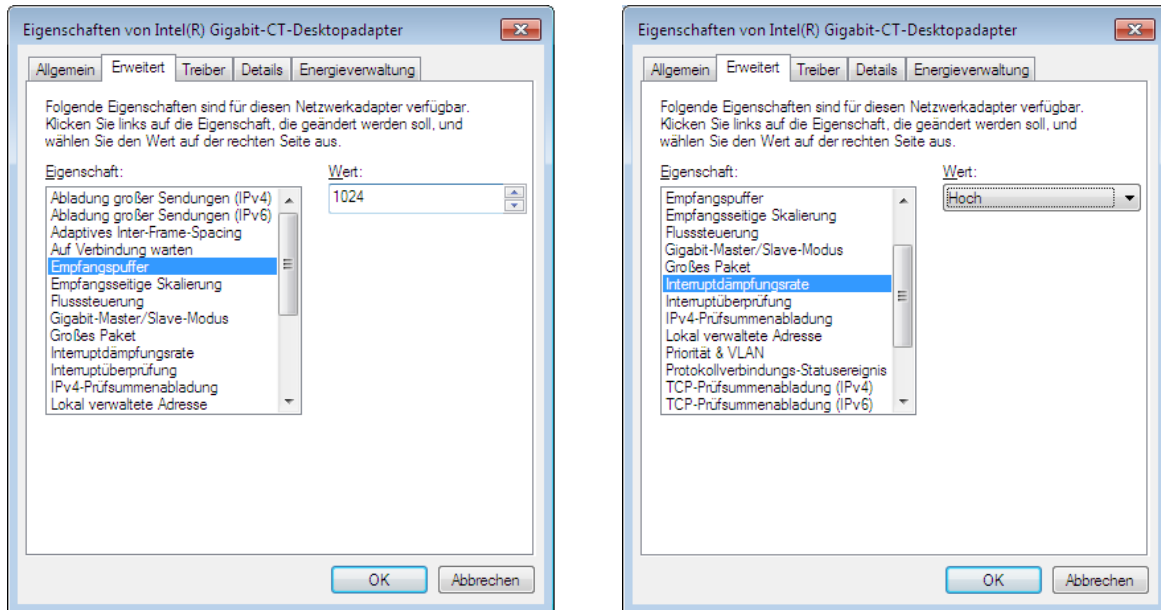 Eigenschaften von Intel(R) Gigabit-CT-Desktopadapter
Allgemein Erweitert Treiber Details Energieverwaltung
Folgende Eigenschaften sind für diesen Netzwerkadapter verfügbar.
Klicken Sie links auf die Eigenschaft, die geändert werden soll, und
wählen Sie den Wert auf der rechten Seite aus.
Eigenschaft:
Wert:
Abladung großer Sendungen (IPv4)
Abladung großer Sendungen (IPv6)
Adaptives Inter-Frame-Spacing
Auf Verbindung warten
Empfangspuffer
Empfangsseitige Skalierung
Flusssteuerung
Gigabit-Master/Slave-Modus
Großes Paket
Interruptdämpfungsrate
Interruptüberprüfung
IPv4-Prüfsummenabladung
Lokal verwaltete Adresse
1024
OK Abbrechen
Eigenschaften von Intel(R) Gigabit-CT-Desktopadapter
Allgemein Erweitert Treiber Details Energieverwaltung
Folgende Eigenschaften sind für diesen Netzwerkadapter verfügbar.
Klicken Sie links auf die Eigenschaft, die geändert werden soll, und
wählen Sie den Wert auf der rechten Seite aus.
Eigenschaft:
Wert:
Empfangspuffer
Empfangsseitige Skalierung
Flusssteuerung
Gigabit-Master/Slave-Modus
Großes Paket
Interruptdämpfungsrate
Interruptüberprüfung
IPv4-Prüfsummenabladung
Lokal verwaltete Adresse
Priorität & VLAN
Protokollverbindungs-Statusereignis
TCP-Prüfsummenabladung (IPv4)
TCP-Prüfsummenabladung (IPv6)
Hoch
OK Abbrechen